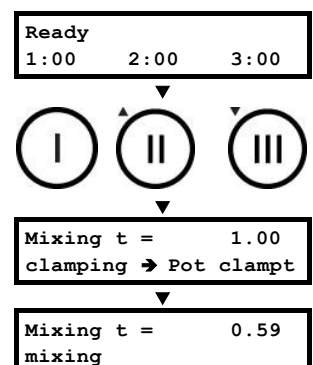 Ready
1:00 2:00 3:00
I II III
Mixing t = 1.00
clamping ➔ Pot clampt
Mixing t = 0.59
mixing